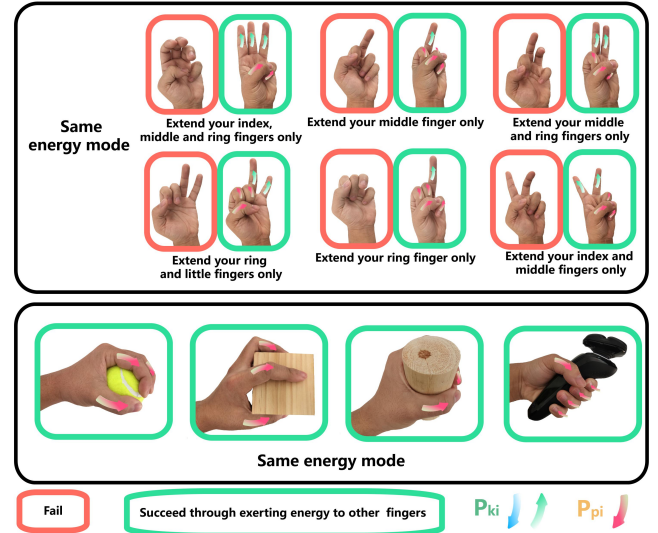 Same
energy mode
Extend your index,
middle and ring fingers only
Extend your middle finger only
Extend your middle
and ring fingers only
Extend your ring
and little fingers only
Extend your ring finger only
Extend your index and
middle fingers only
Same energy mode
Fail
Succeed through exerting energy to other fingers
Pki
Ppi